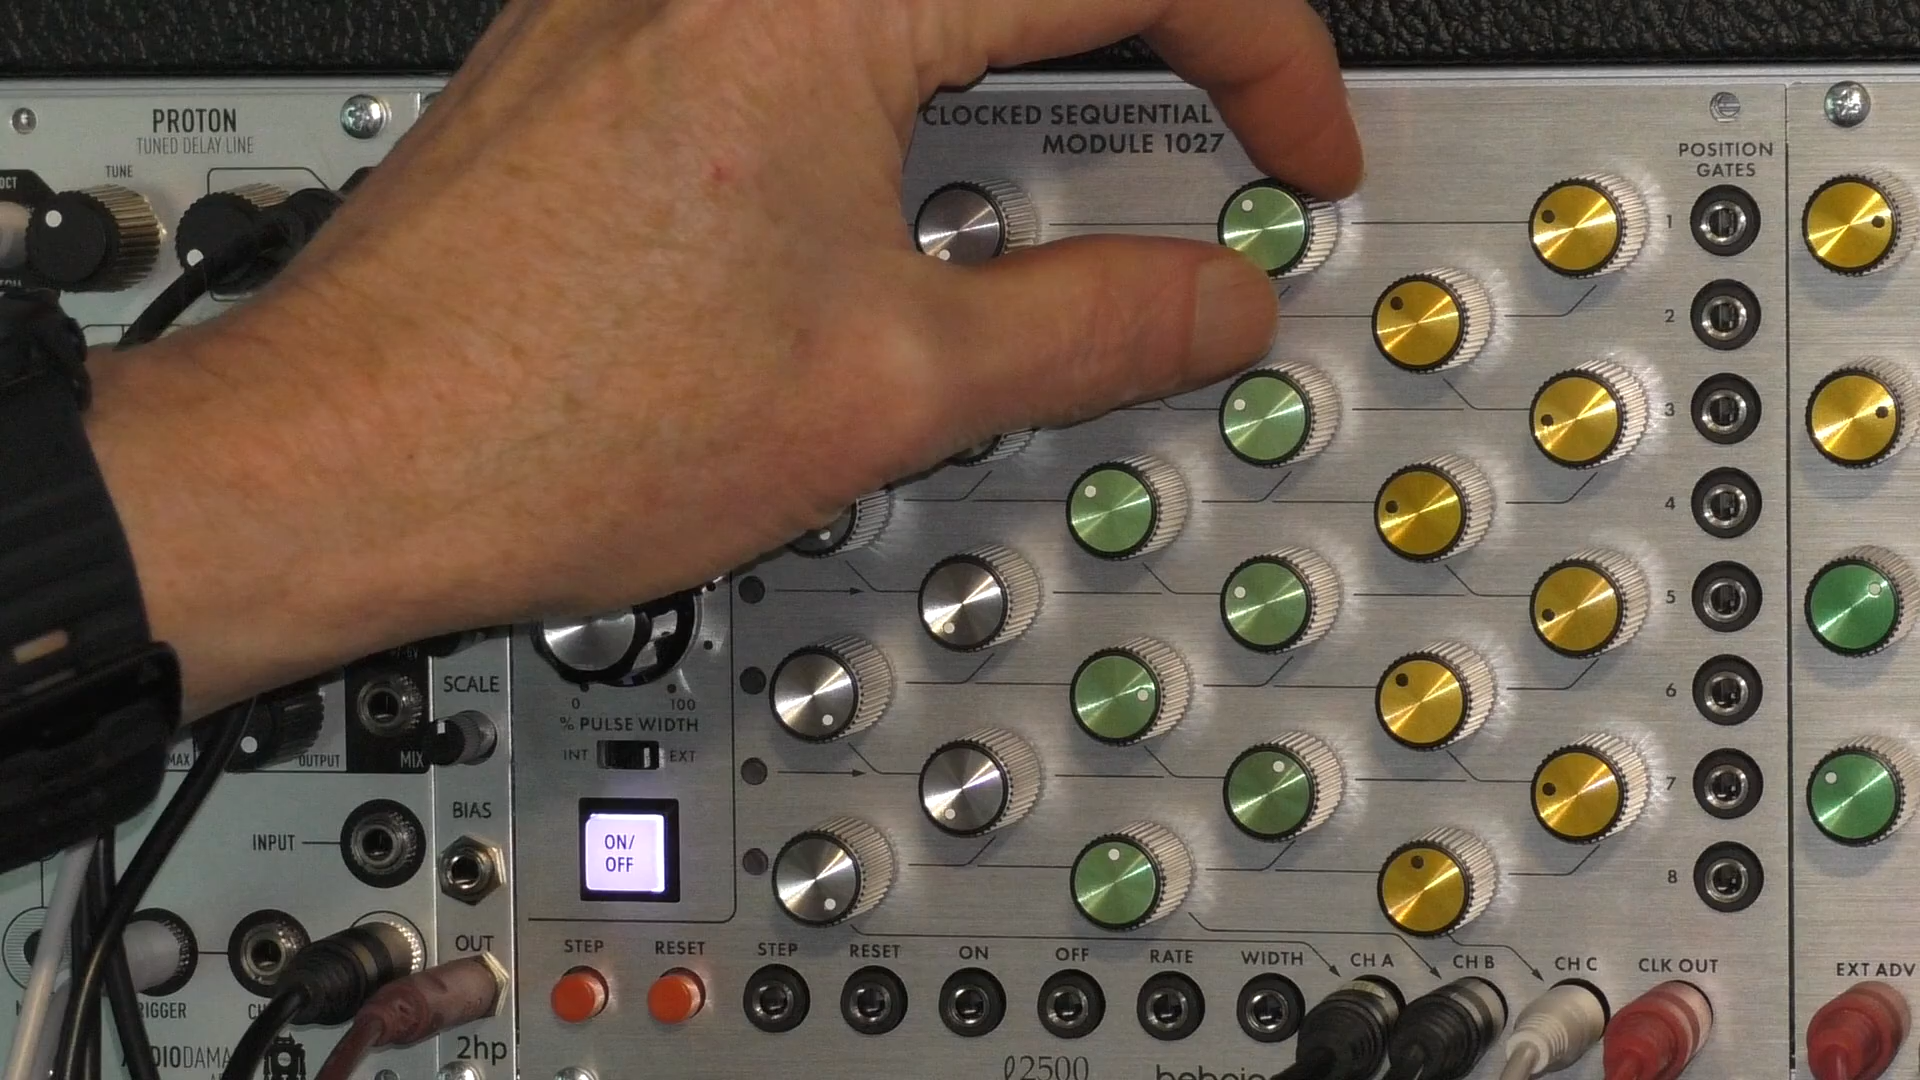 PROTON
TUNED DELAY LINE
TUNE
CLOCKED SEQUENTIAL
MODULE 1027
POSITION
GATES
1
2
3
4
5
6
7
8
0
100
% PULSE WIDTH
INT
EXT
ON/
OFF
SCALE
MAX
OUTPUT
MIX
BIAS
INPUT
OUT
2hp
STEP
RESET
STEP
RESET
ON
OFF
RATE
WIDTH
CH A
CH B
CH C
CLK OUT
EXT ADV
ℓ2500